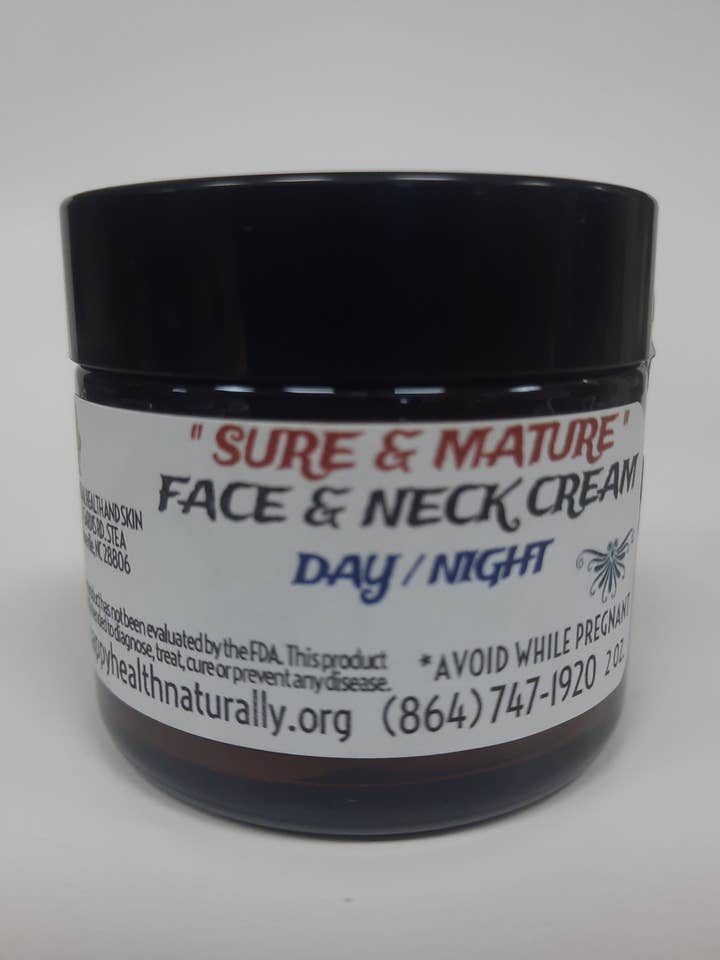 " SURE & MATURE "
FACE & NECK CREAM
DAY / NIGHT
HEALTH AND SKIN
RD. STE A
NC 28806
has not been evaluated by the FDA. This product
to diagnose, treat, cure or prevent any disease.
healthnaturally.org
*AVOID WHILE PREGNANT
(864) 747-1920 2 OZ.